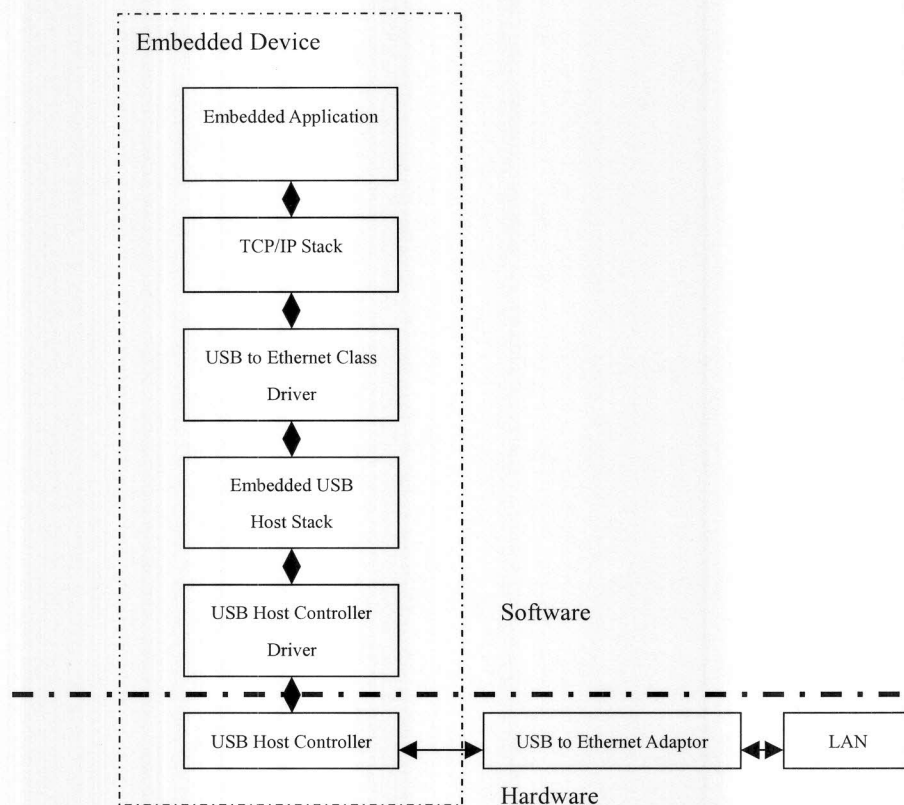 Embedded Device
Embedded Application
TCP/IP Stack
USB to Ethernet Class
Driver
Embedded USB
Host Stack
USB Host Controller
Driver
Software
USB Host Controller
USB to Ethernet Adaptor
LAN
Hardware